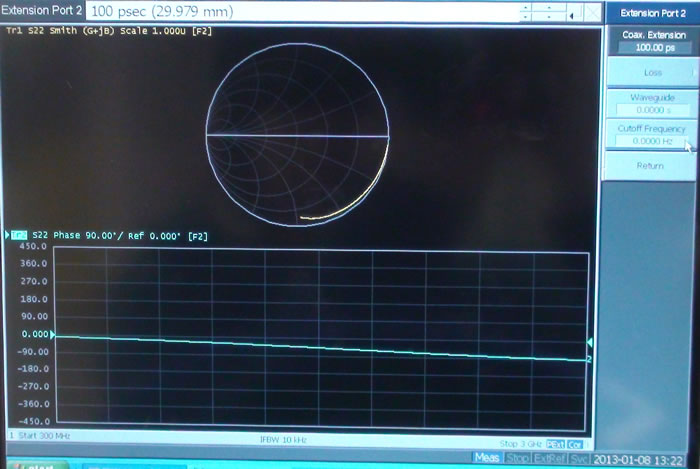 Extension Port 2 100 psec (29.979 mm)
Extension Port 2
Tr1 S22 Smith (G+jB) Scale 1.000U [F2]
Coax. Extension
100.00 ps
Loss
Waveguide
0.0000 s
Cutoff Frequency
0.0000 Hz
Return
Tr2 S22 Phase 90.00°/ Ref 0.000° [F2]
450.0
360.0
270.0
180.0
90.00
0.000
-90.00
-180.0
-270.0
-360.0
-450.0
2
1 Start 300 MHz IFBW 10 kHz Stop 3 GHz PExt Cor
Meas Stop ExtRef Svc 2013-01-08 13:22